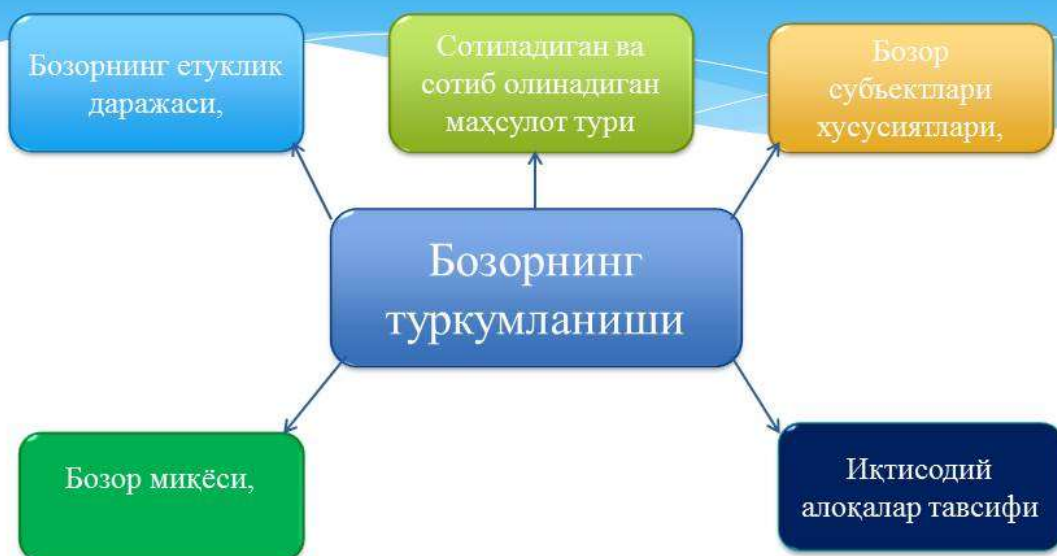 Бозорнинг етуклик
даражаси,
Сотиладиган ва
сотиб олинадиган
маҳсулот тури
Бозор
субъектлари
хусусиятлари,
Бозорнинг
туркумланиши
Бозор миқёси,
Иқтисодий
алоқалар тавсифи